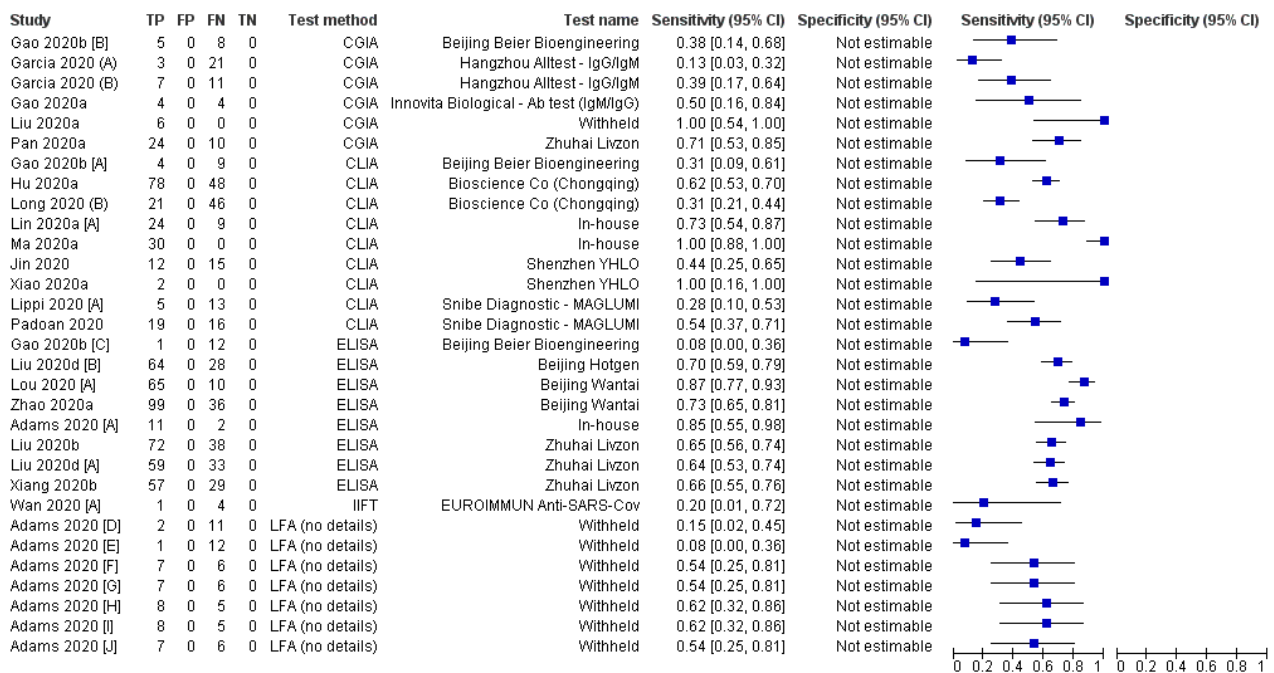 Study TP FP FN TN Test method Test name Sensitivity (95% CI) Specificity (95% CI) Sensitivity (95% CI) Specificity (95% CI)
Gao 2020b [B] 5 0 8 0 CGIA Beijing Beier Bioengineering 0.38 [0.14, 0.68] Not estimable
Garcia 2020 (A) 3 0 21 0 CGIA Hangzhou Alltest - IgG/IgM 0.13 [0.03, 0.32] Not estimable
Garcia 2020 (B) 7 0 11 0 CGIA Hangzhou Alltest - IgG/IgM 0.39 [0.17, 0.64] Not estimable
Gao 2020a 4 0 4 0 CGIA Innovita Biological - Ab test (IgM/IgG) 0.50 [0.16, 0.84] Not estimable
Liu 2020a 6 0 0 0 CGIA Withheld 1.00 [0.54, 1.00] Not estimable
Pan 2020a 24 0 10 0 CGIA Zhuhai Livzon 0.71 [0.53, 0.85] Not estimable
Gao 2020b [A] 4 0 9 0 CLIA Beijing Beier Bioengineering 0.31 [0.09, 0.61] Not estimable
Hu 2020a 78 0 48 0 CLIA Bioscience Co (Chongqing) 0.62 [0.53, 0.70] Not estimable
Long 2020 (B) 21 0 46 0 CLIA Bioscience Co (Chongqing) 0.31 [0.21, 0.44] Not estimable
Lin 2020a [A] 24 0 9 0 CLIA In-house 0.73 [0.54, 0.87] Not estimable
Ma 2020a 30 0 0 0 CLIA In-house 1.00 [0.88, 1.00] Not estimable
Jin 2020 12 0 15 0 CLIA Shenzhen YHLO 0.44 [0.25, 0.65] Not estimable
Xiao 2020a 2 0 0 0 CLIA Shenzhen YHLO 1.00 [0.16, 1.00] Not estimable
Lippi 2020 [A] 5 0 13 0 CLIA Snibe Diagnostic - MAGLUMI 0.28 [0.10, 0.53] Not estimable
Padoan 2020 19 0 16 0 CLIA Snibe Diagnostic - MAGLUMI 0.54 [0.37, 0.71] Not estimable
Gao 2020b [C] 1 0 12 0 ELISA Beijing Beier Bioengineering 0.08 [0.00, 0.36] Not estimable
Liu 2020d [B] 64 0 28 0 ELISA Beijing Hotgen 0.70 [0.59, 0.79] Not estimable
Lou 2020 [A] 65 0 10 0 ELISA Beijing Wantai 0.87 [0.77, 0.93] Not estimable
Zhao 2020a 99 0 36 0 ELISA Beijing Wantai 0.73 [0.65, 0.81] Not estimable
Adams 2020 [A] 11 0 2 0 ELISA In-house 0.85 [0.55, 0.98] Not estimable
Liu 2020b 72 0 38 0 ELISA Zhuhai Livzon 0.65 [0.56, 0.74] Not estimable
Liu 2020d [A] 59 0 33 0 ELISA Zhuhai Livzon 0.64 [0.53, 0.74] Not estimable
Xiang 2020b 57 0 29 0 ELISA Zhuhai Livzon 0.66 [0.55, 0.76] Not estimable
Wan 2020 [A] 1 0 4 0 IIFT EUROIMMUN Anti-SARS-Cov 0.20 [0.01, 0.72] Not estimable
Adams 2020 [D] 2 0 11 0 LFA (no details) Withheld 0.15 [0.02, 0.45] Not estimable
Adams 2020 [E] 1 0 12 0 LFA (no details) Withheld 0.08 [0.00, 0.36] Not estimable
Adams 2020 [F] 7 0 6 0 LFA (no details) Withheld 0.54 [0.25, 0.81] Not estimable
Adams 2020 [G] 7 0 6 0 LFA (no details) Withheld 0.54 [0.25, 0.81] Not estimable
Adams 2020 [H] 8 0 5 0 LFA (no details) Withheld 0.62 [0.32, 0.86] Not estimable
Adams 2020 [I] 8 0 5 0 LFA (no details) Withheld 0.62 [0.32, 0.86] Not estimable
Adams 2020 [J] 7 0 6 0 LFA (no details) Withheld 0.54 [0.25, 0.81] Not estimable
0 0.2 0.4 0.6 0.8 1 0 0.2 0.4 0.6 0.8 1